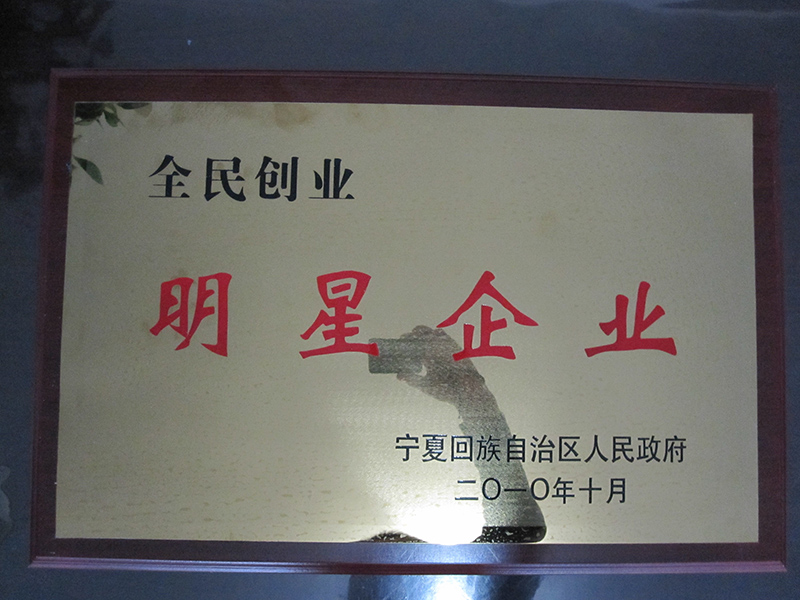 全民创业
明星企业
宁夏回族自治区人民政府
二〇一〇年十月